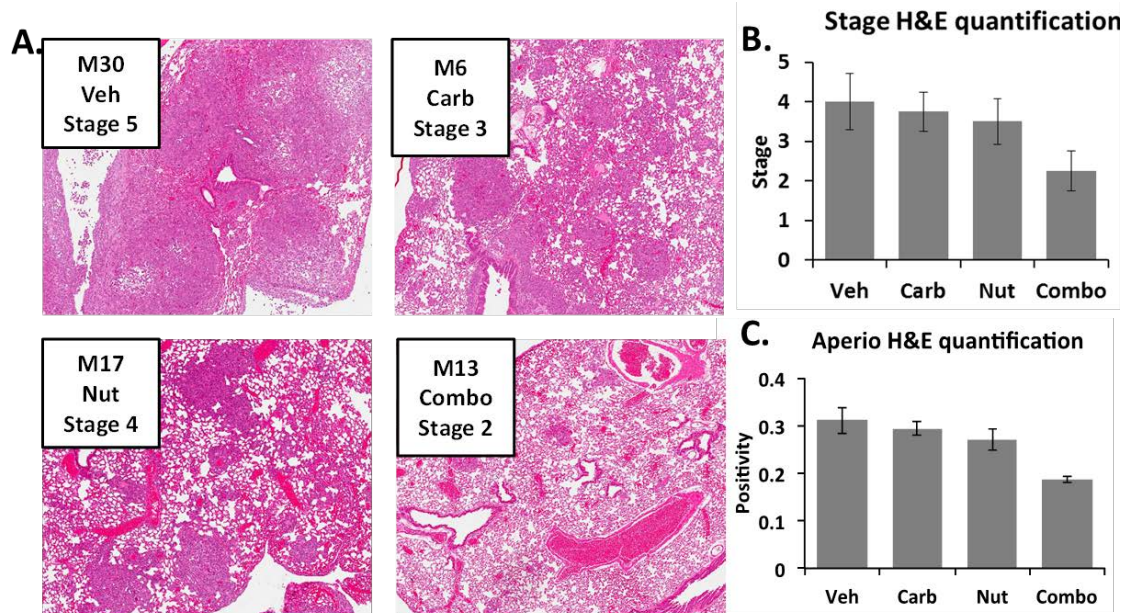 A.
M30
Veh
Stage 5
M6
Carb
Stage 3
M17
Nut
Stage 4
M13
Combo
Stage 2
B.
Stage H&E quantification
Stage
5
4
3
2
1
0
Veh Carb Nut Combo
C.
Aperio H&E quantification
Positivity
0.4
0.3
0.2
0.1
0
Veh Carb Nut Combo